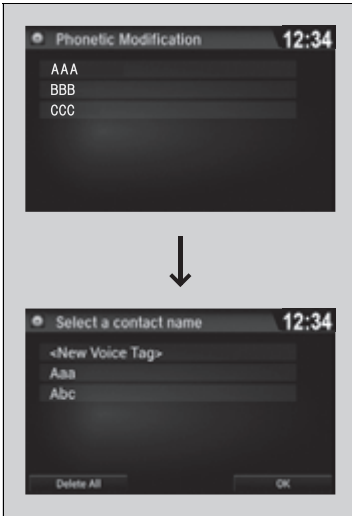 Phonetic Modification 12:34
AAA
BBB
CCC
Select a contact name 12:34
<New Voice Tag>
Aaa
Abc
Delete All OK